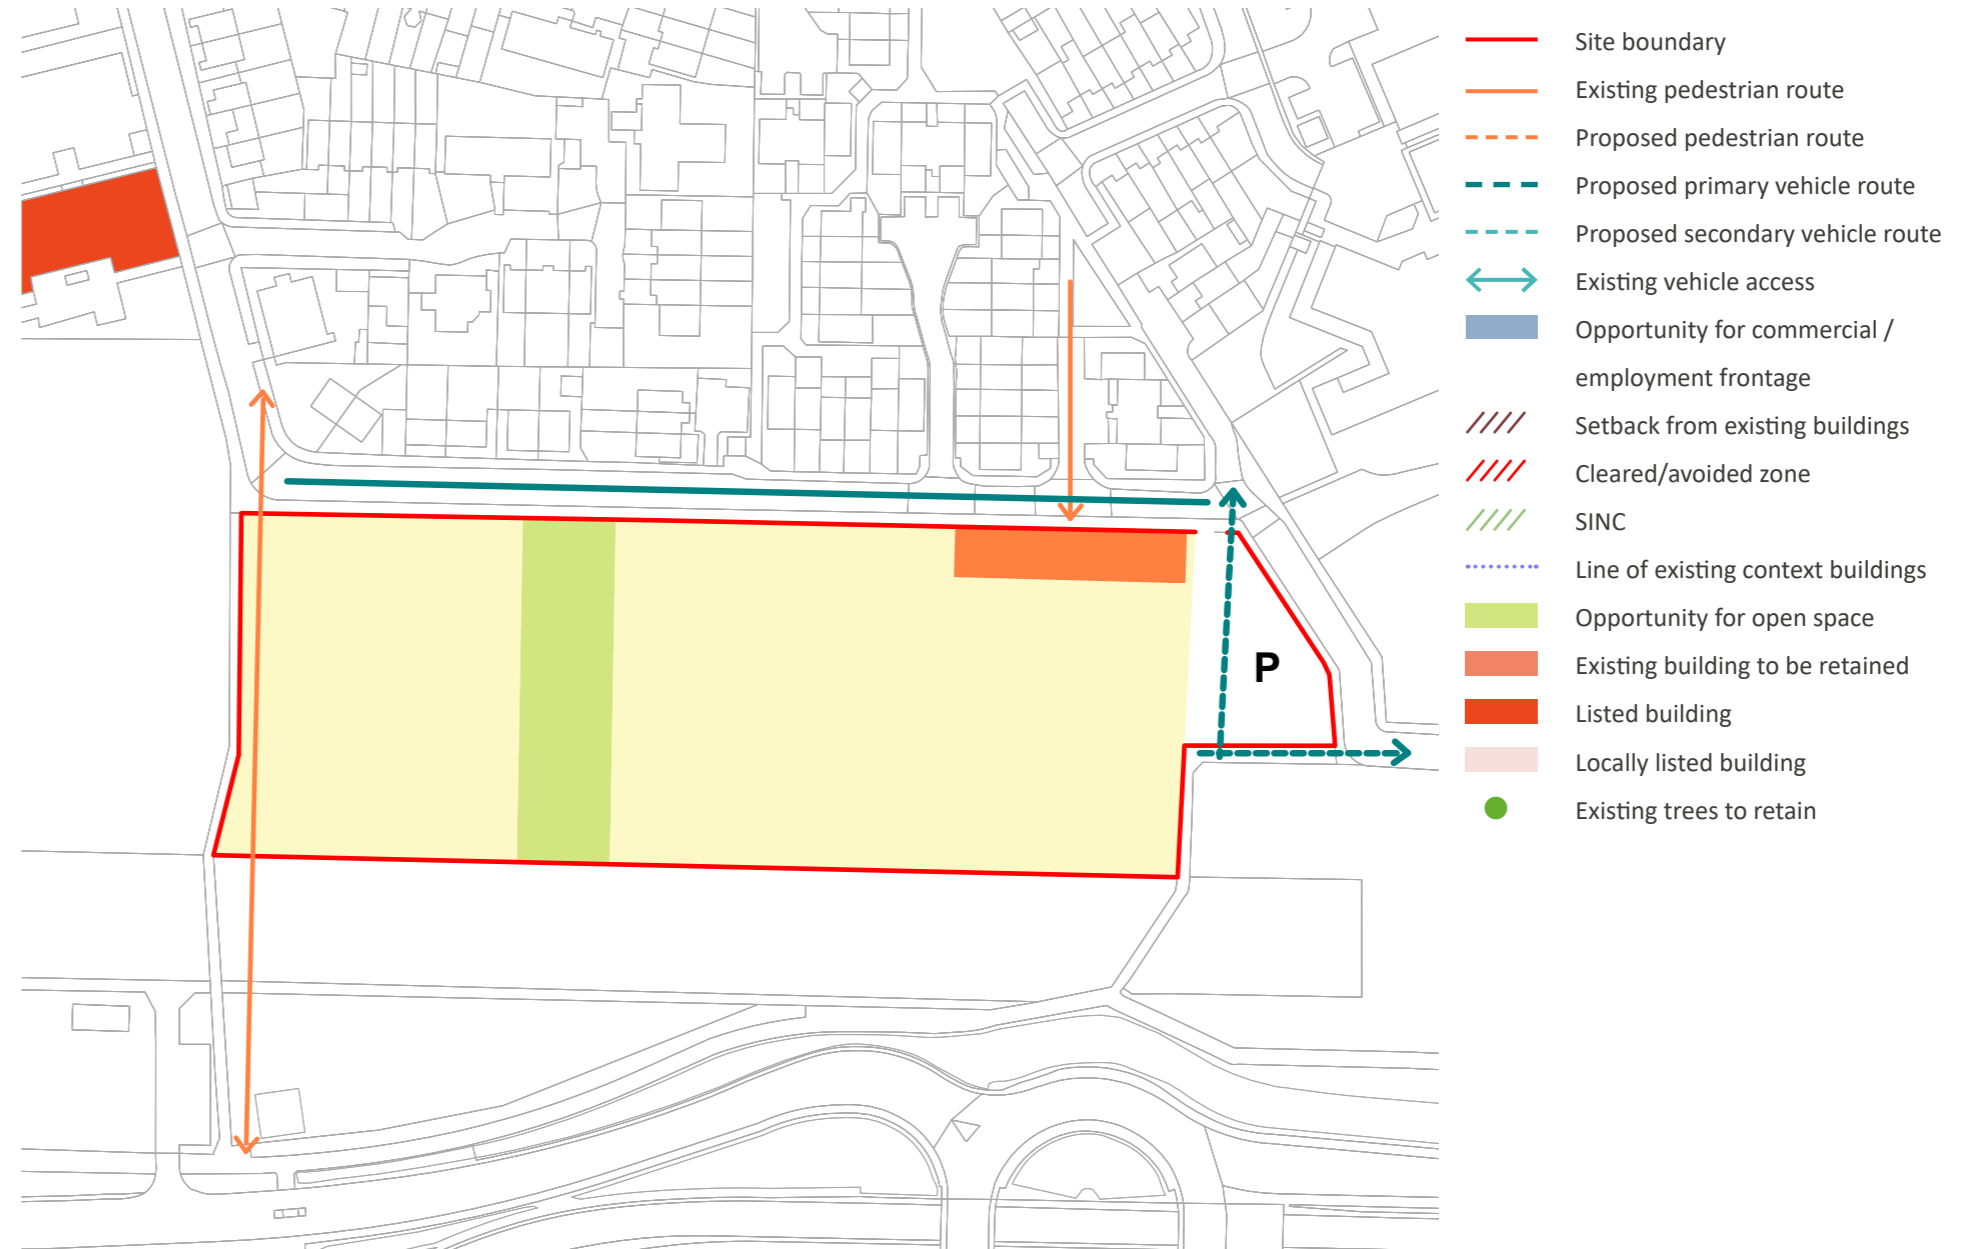 Site boundary
Existing pedestrian route
Proposed pedestrian route
Proposed primary vehicle route
Proposed secondary vehicle route
Existing vehicle access
Opportunity for commercial /
employment frontage
Setback from existing buildings
Cleared/avoided zone
SINC
Line of existing context buildings
Opportunity for open space
P
Existing building to be retained
Listed building
Locally listed building
Existing trees to retain